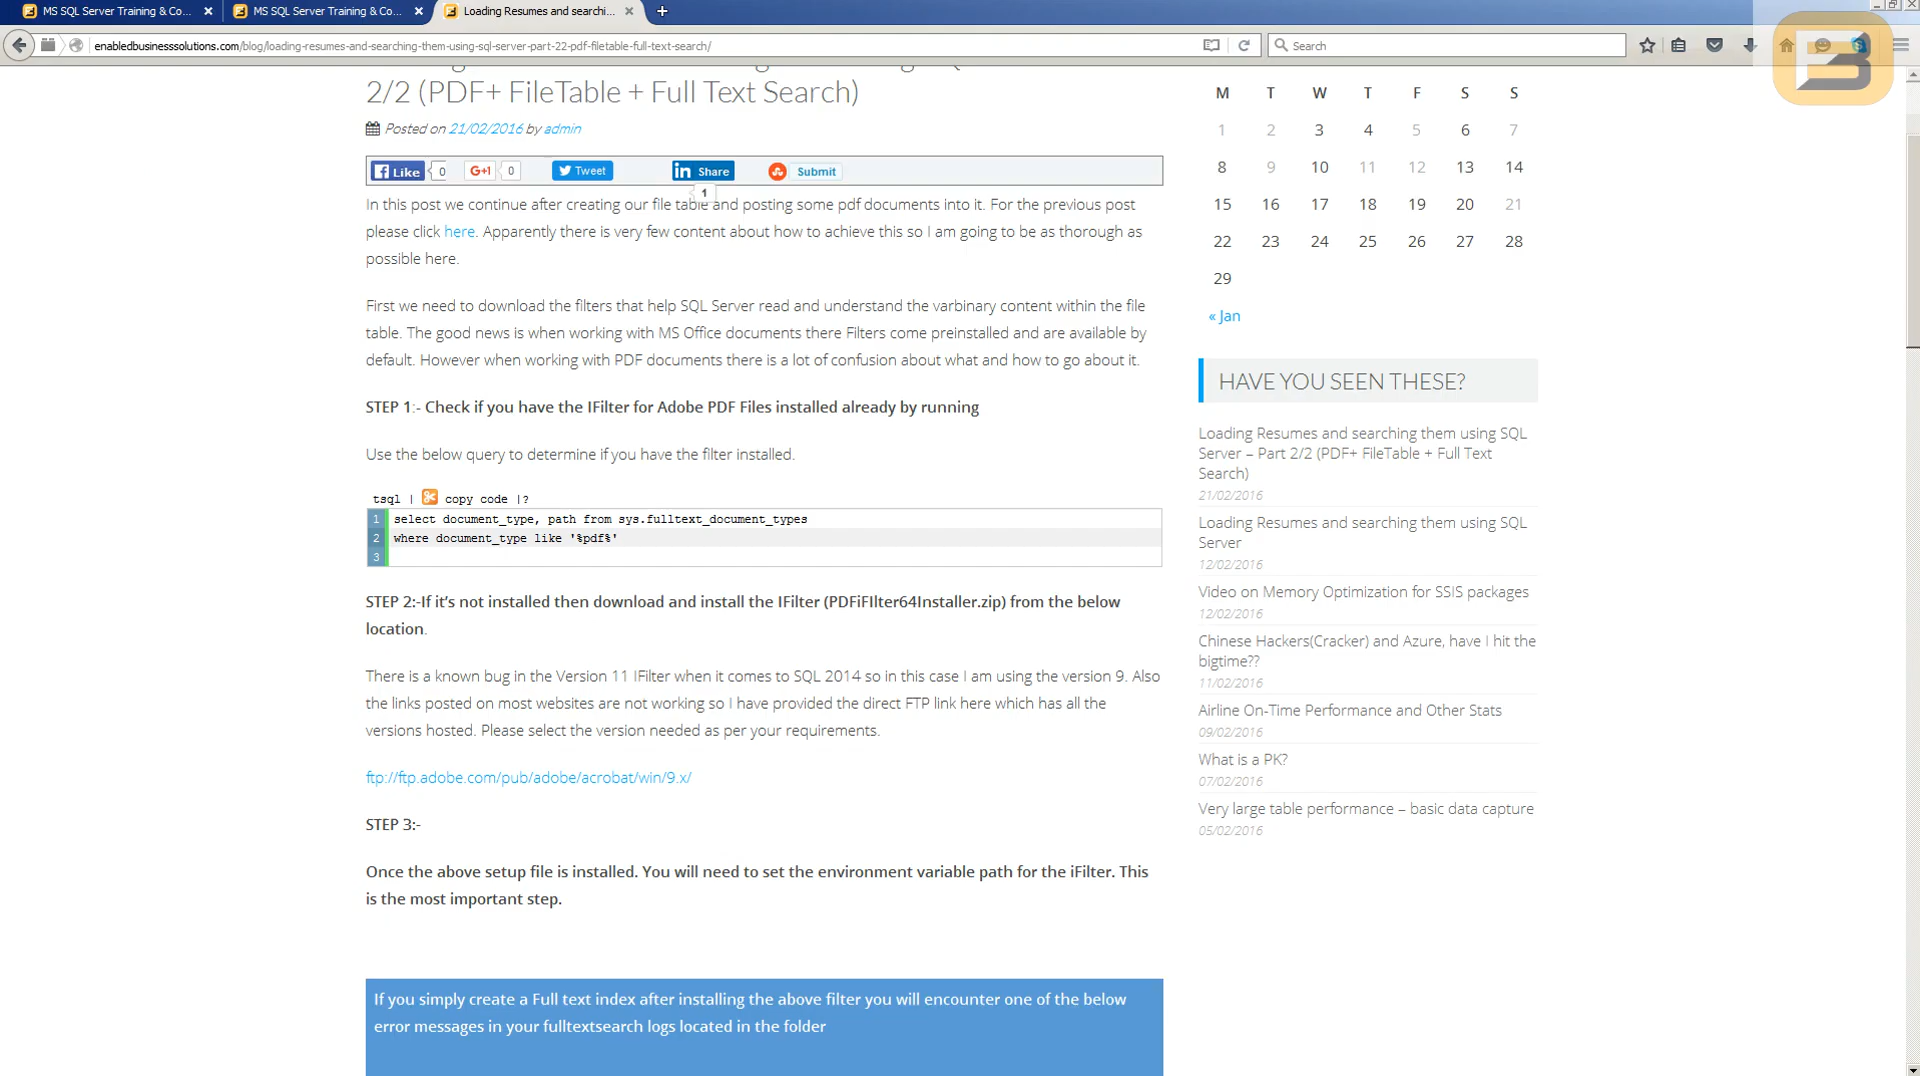 MS SQL Server Training & Co...
MS SQL Server Training & Co...
Loading Resumes and searchi...
enabledbusinesssolutions.com/blog/loading-resumes-and-searching-them-using-sql-server-part-22-pdf-filetable-full-text-search/
Search
2/2 (PDF+ FileTable + Full Text Search)
Posted on 21/02/2016 by admin
Like 0
G+1 0
Tweet
in Share
1
Submit
In this post we continue after creating our file table and posting some pdf documents into it. For the previous post
please click here. Apparently there is very few content about how to achieve this so I am going to be as thorough as
possible here.
First we need to download the filters that help SQL Server read and understand the varbinary content within the file
table. The good news is when working with MS Office documents there Filters come preinstalled and are available by
default. However when working with PDF documents there is a lot of confusion about what and how to go about it.
STEP 1:- Check if you have the IFilter for Adobe PDF Files installed already by running
Use the below query to determine if you have the filter installed.
tsql | copy code |?
1 select document_type, path from sys.fulltext_document_types
2 where document_type like '%pdf%'
3
STEP 2:-If it's not installed then download and install the IFilter (PDFiFIlter64Installer.zip) from the below
location.
There is a known bug in the Version 11 IFilter when it comes to SQL 2014 so in this case I am using the version 9. Also
the links posted on most websites are not working so I have provided the direct FTP link here which has all the
versions hosted. Please select the version needed as per your requirements.
ftp://ftp.adobe.com/pub/adobe/acrobat/win/9.x/
STEP 3:-
Once the above setup file is installed. You will need to set the environment variable path for the iFilter. This
is the most important step.
If you simply create a Full text index after installing the above filter you will encounter one of the below
error messages in your fulltextsearch logs located in the folder
M T W T F S S
1 2 3 4 5 6 7
8 9 10 11 12 13 14
15 16 17 18 19 20 21
22 23 24 25 26 27 28
29
« Jan
HAVE YOU SEEN THESE?
Loading Resumes and searching them using SQL
Server – Part 2/2 (PDF+ FileTable + Full Text
Search)
21/02/2016
Loading Resumes and searching them using SQL
Server
12/02/2016
Video on Memory Optimization for SSIS packages
12/02/2016
Chinese Hackers(Cracker) and Azure, have I hit the
bigtime??
11/02/2016
Airline On-Time Performance and Other Stats
09/02/2016
What is a PK?
07/02/2016
Very large table performance – basic data capture
05/02/2016